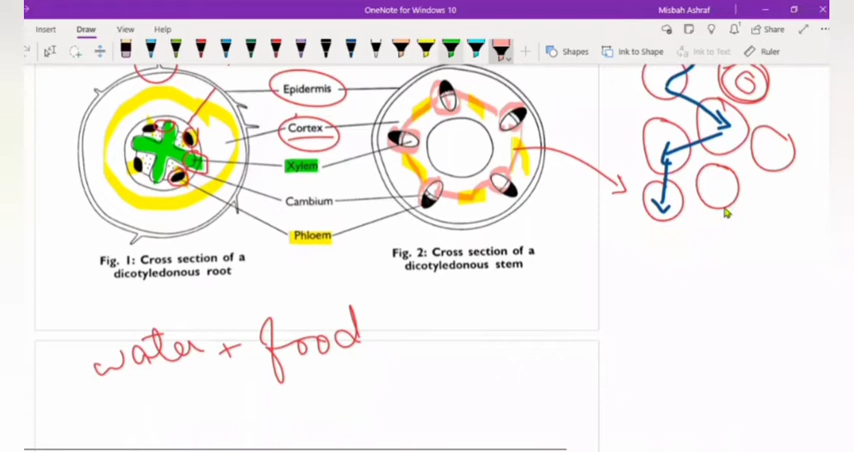 OneNote for Windows 10
Misbah Ashraf
Insert Draw View Help
Share
Shapes Ink to Shape Ink to Text Ruler
Epidermis
Cortex
Xylem
Cambium
Phloem
Fig. 1: Cross section of a
dicotyledonous root
Fig. 2: Cross section of a
dicotyledonous stem
water + food